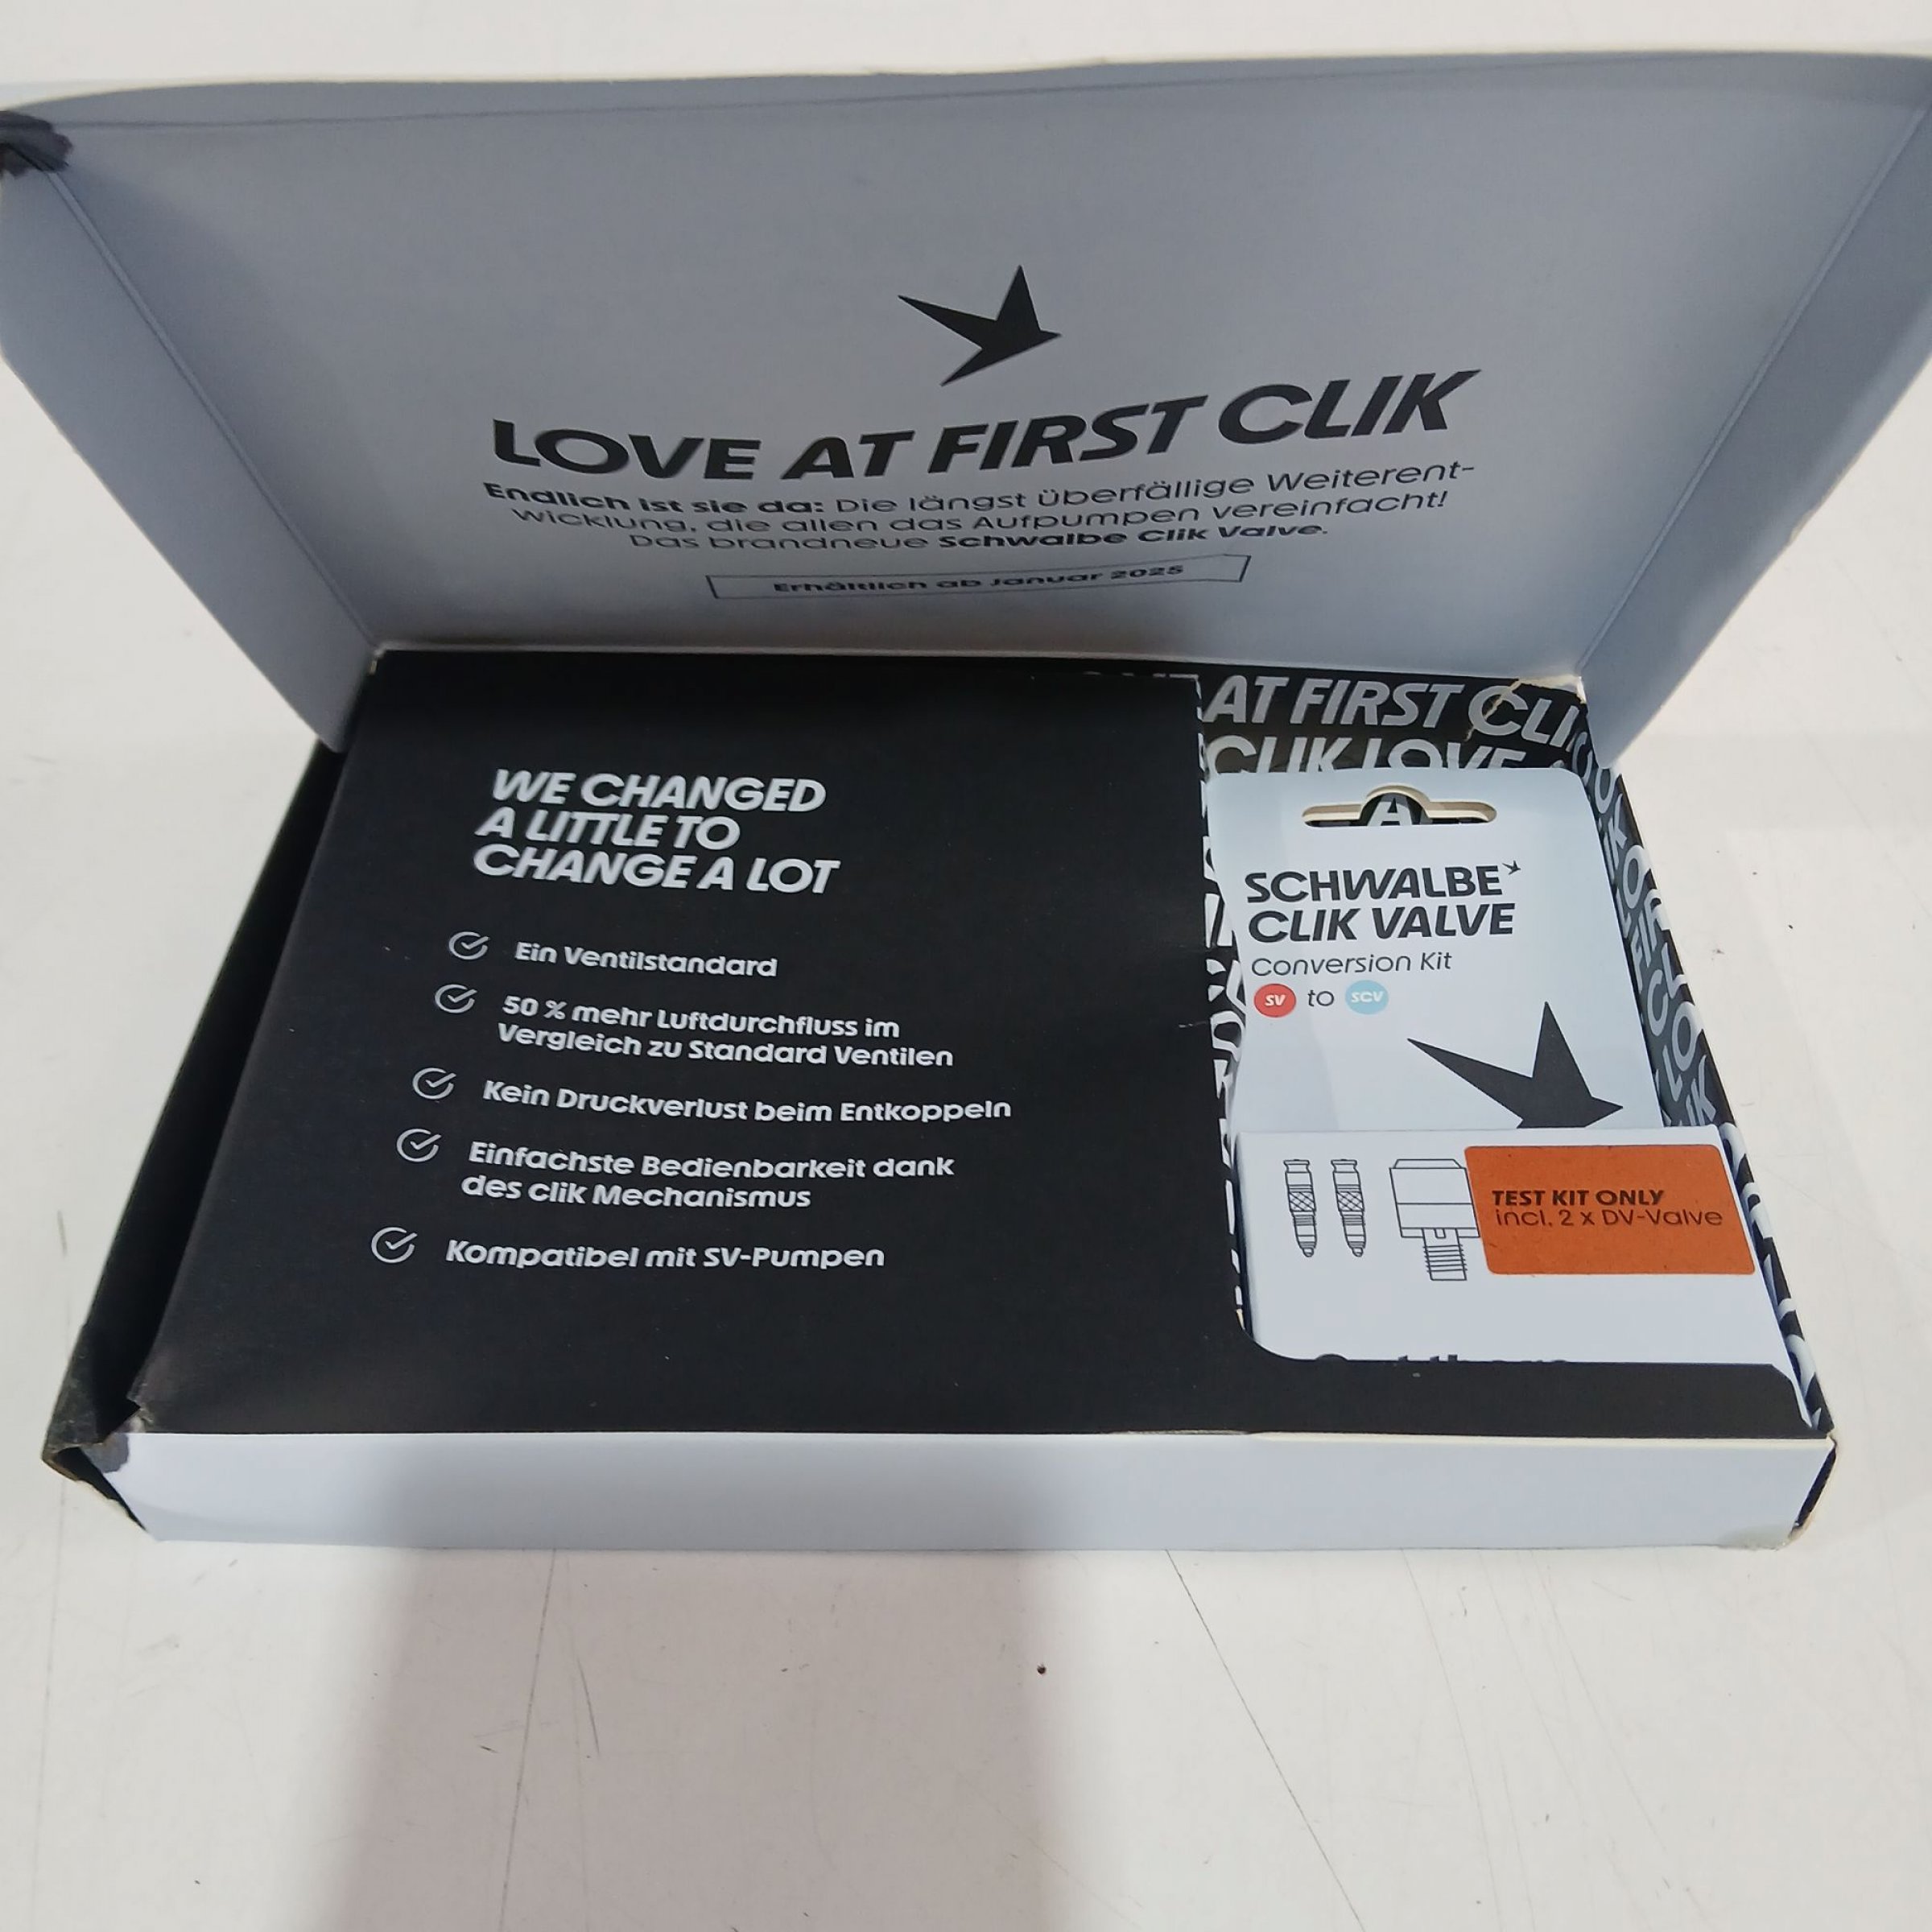 LOVE AT FIRST CLIK
Endlich ist sie da: Die längst überfällige Weiterent-
wicklung, die allen das Aufpumpen vereinfacht!
Das brandneue Schwalbe Clik Valve.
Erhältlich ab Januar 2025
WE CHANGED
A LITTLE TO
CHANGE A LOT
Ein Ventilstandard
50 % mehr Luftdurchfluss im
Vergleich zu Standard Ventilen
Kein Druckverlust beim Entkoppeln
Einfachste Bedienbarkeit dank
des clik Mechanismus
Kompatibel mit SV-Pumpen
AT FIRST CLI
CLIK LOVE
SCHWALBE
CLIK VALVE
Conversion Kit
SV to SCV
TEST KIT ONLY
incl. 2 x DV-Valve